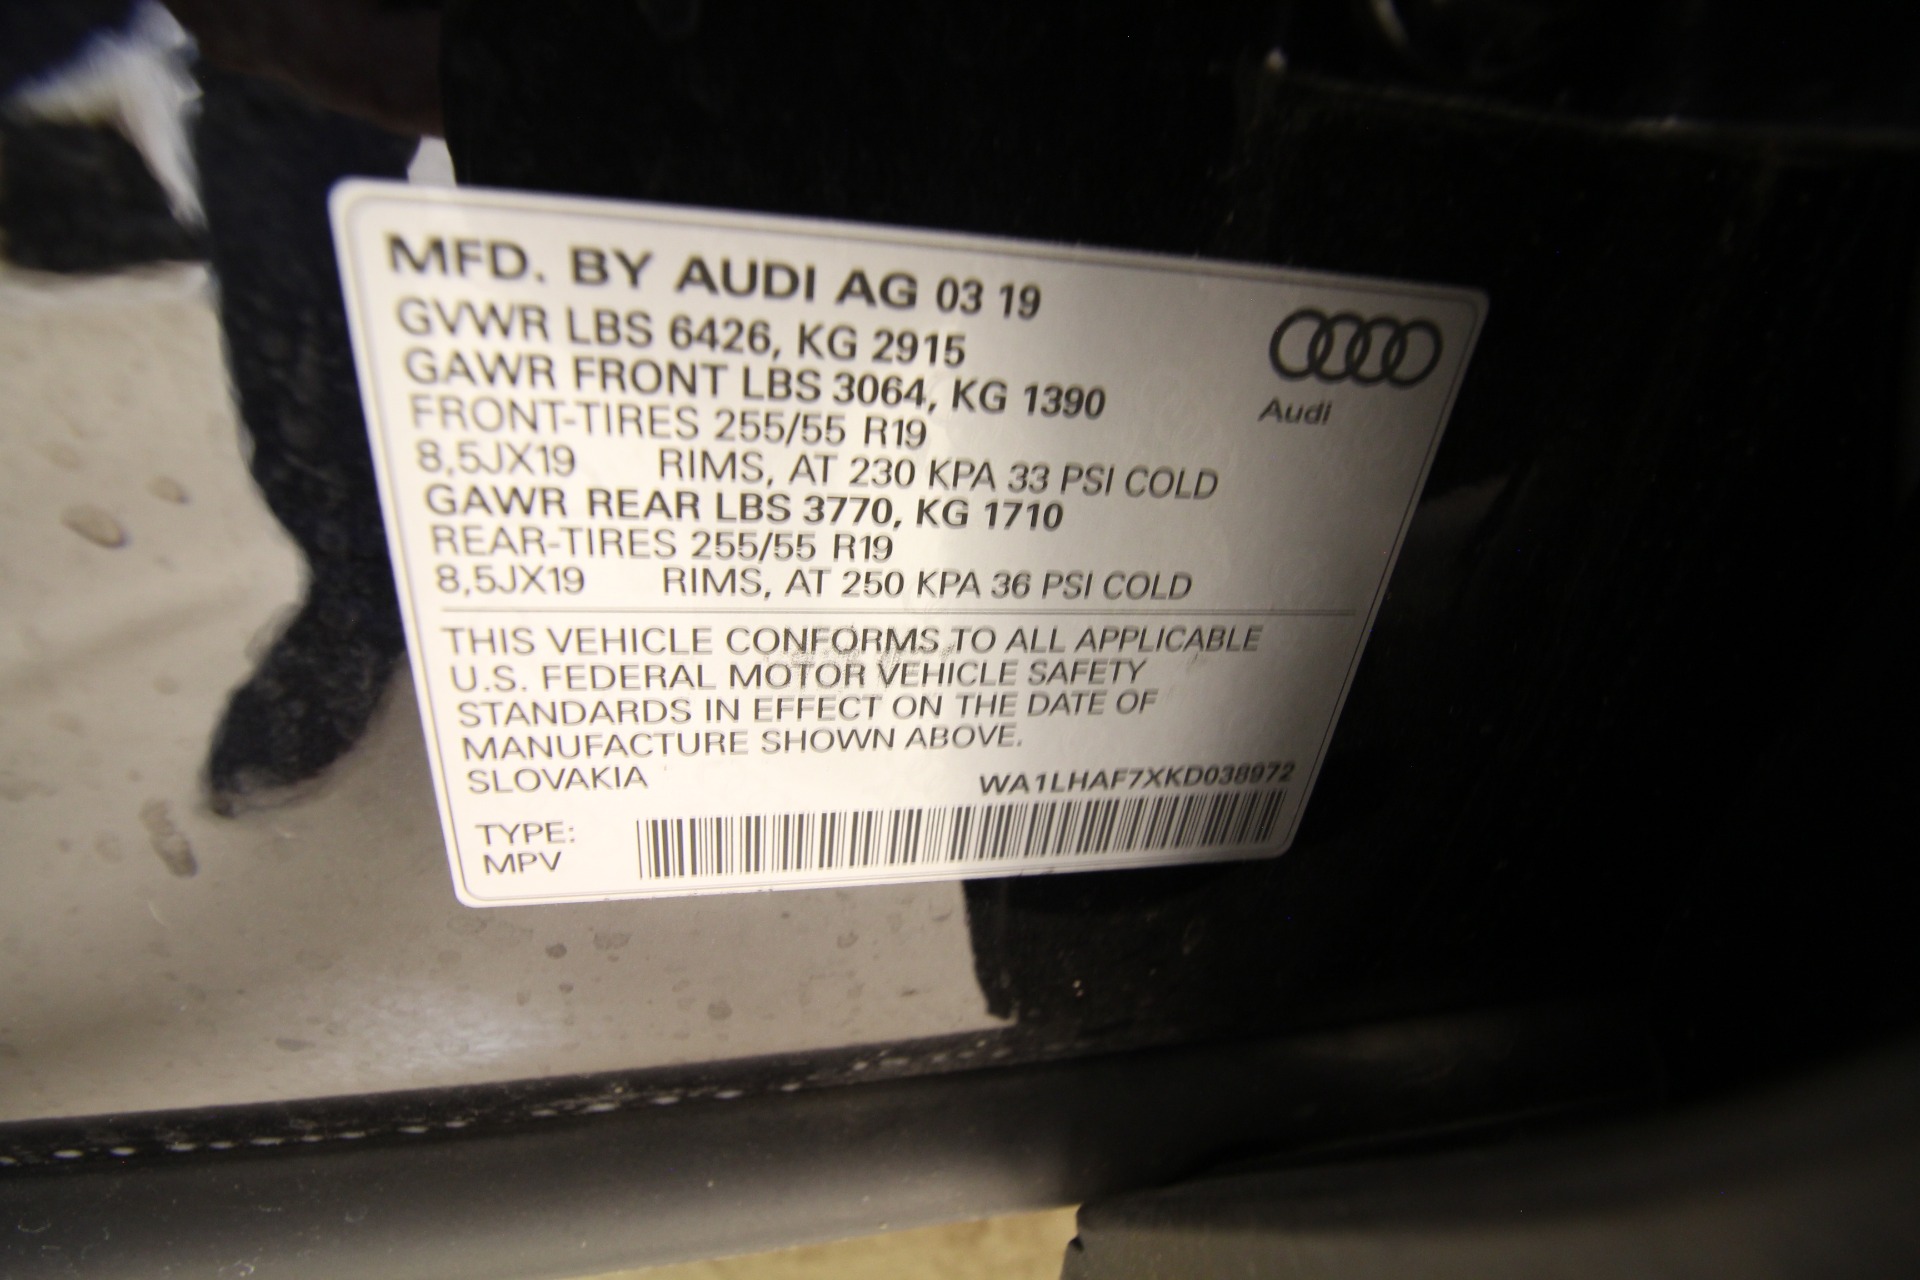 MFD. BY AUDI AG 03 19
GVWR LBS 6426, KG 2915
GAWR FRONT LBS 3064, KG 1390
FRONT-TIRES 255/55 R19
8,5JX19 RIMS, AT 230 KPA 33 PSI COLD
GAWR REAR LBS 3770, KG 1710
REAR-TIRES 255/55 R19
8,5JX19 RIMS, AT 250 KPA 36 PSI COLD
Audi
THIS VEHICLE CONFORMS TO ALL APPLICABLE
U.S. FEDERAL MOTOR VEHICLE SAFETY
STANDARDS IN EFFECT ON THE DATE OF
MANUFACTURE SHOWN ABOVE.
SLOVAKIA WA1LHAF7XKD038972
TYPE:
MPV